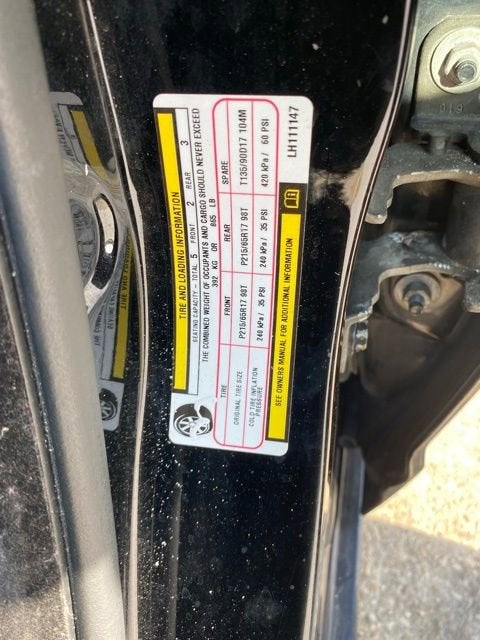 TIRE AND LOADING INFORMATION
SEATING CAPACITY - TOTAL 5 FRONT 2 REAR 3
THE COMBINED WEIGHT OF OCCUPANTS AND CARGO SHOULD NEVER EXCEED
392 KG OR 865 LB
TIRE FRONT REAR SPARE
ORIGINAL TIRE SIZE P215/65R17 98T P215/65R17 98T T135/90D17 104M
COLD TIRE INFLATION PRESSURE 240 kPa / 35 PSI 240 kPa / 35 PSI 420 kPa / 60 PSI
SEE OWNERS MANUAL FOR ADDITIONAL INFORMATION
LH111147